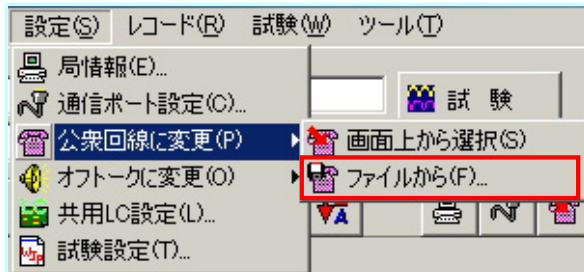 設定(S) レコード(R) 試験(W) ツール(T)
局情報(E)...
通信ポート設定(C)...
試 験
公衆回線に変更(P)
画面上から選択(S)
オフトークに変更(O)
ファイルから(F)...
共用LC設定(L)...
試験設定(T)...